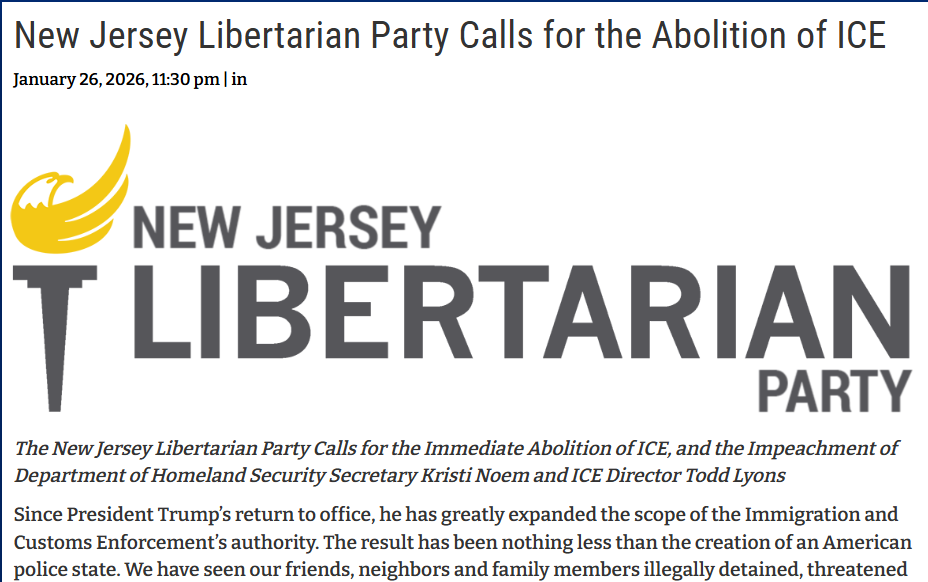 New Jersey Libertarian Party Calls for the Abolition of ICE
January 26, 2026, 11:30 pm | in
NEW JERSEY
LIBERTARIAN
PARTY
The New Jersey Libertarian Party Calls for the Immediate Abolition of ICE, and the Impeachment of
Department of Homeland Security Secretary Kristi Noem and ICE Director Todd Lyons
Since President Trump’s return to office, he has greatly expanded the scope of the Immigration and
Customs Enforcement’s authority. The result has been nothing less than the creation of an American
police state. We have seen our friends, neighbors and family members illegally detained, threatened